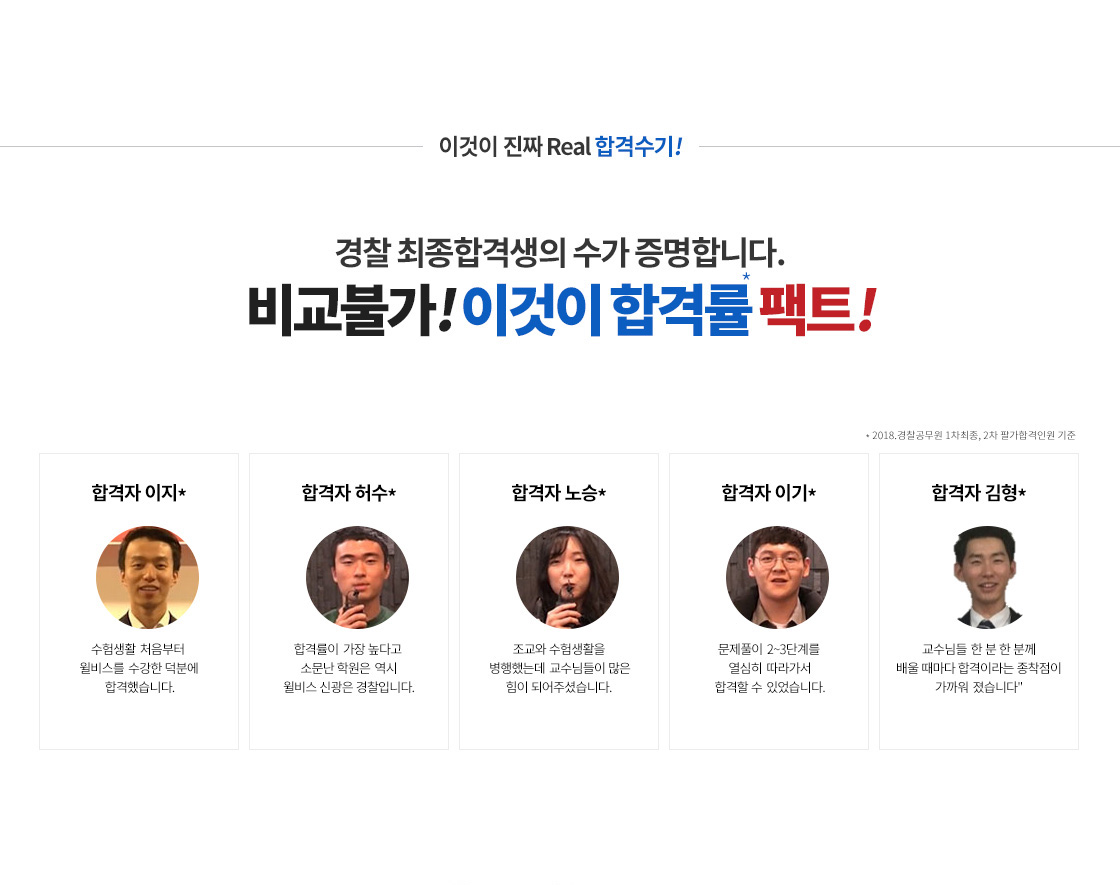 이것이 진짜 Real 합격수기!
경찰 최종합격생의 수가 증명합니다.
비교불가! 이것이 합격률* 팩트!
* 2018.경찰공무원 1차최종, 2차 필기합격인원 기준
합격자 이지*
수험생활 처음부터
윌비스를 수강한 덕분에
합격했습니다.
합격자 허수*
합격률이 가장 높다고
소문난 학원은 역시
윌비스 신광은 경찰입니다.
합격자 노승*
조교와 수험생활을
병행했는데 교수님들이 많은
힘이 되어주셨습니다.
합격자 이기*
문제풀이 2~3단계를
열심히 따라가서
합격할 수 있었습니다.
합격자 김형*
교수님들 한 분 한 분께
배울 때마다 합격이라는 종착점이
가까워 졌습니다"